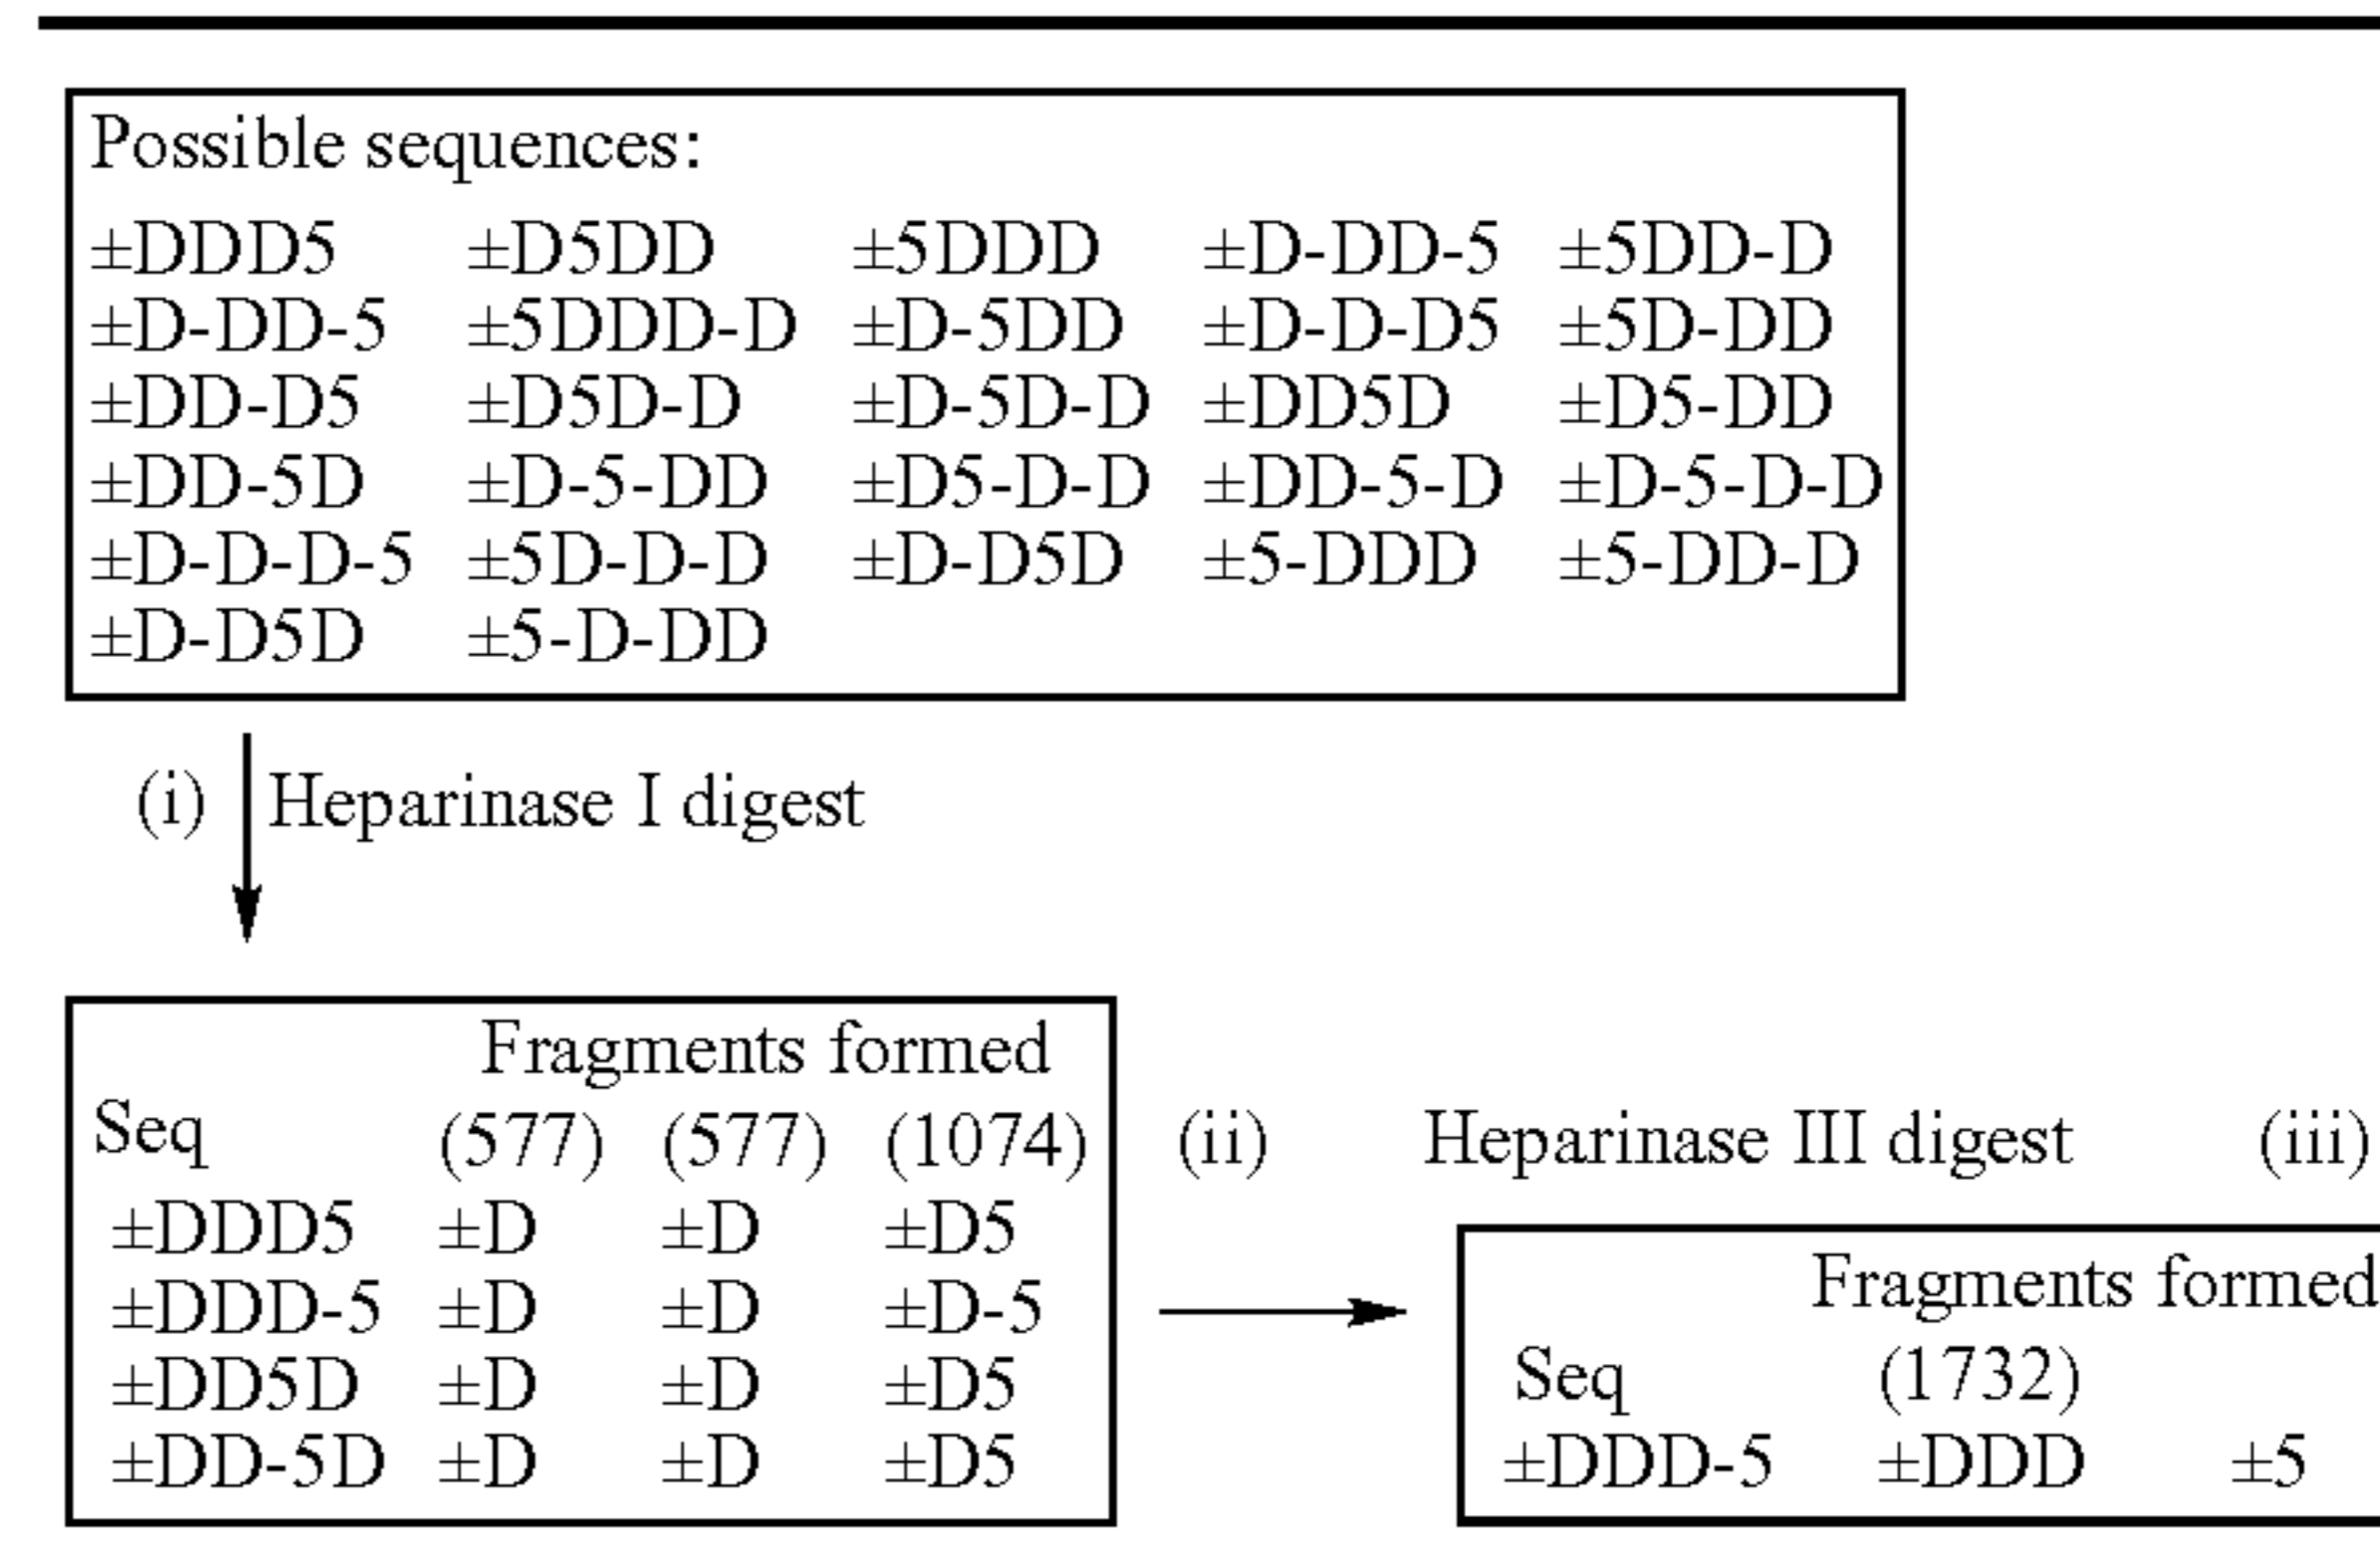 Possible sequences:
±DDD5 ±D5DD ±5DDD ±D-DD-5 ±5DD-D
±D-DD-5 ±5DDD-D ±D-5DD ±D-D-D5 ±5D-DD
±DD-D5 ±D5D-D ±D-5D-D ±DD5D ±D5-DD
±DD-5D ±D-5-DD ±D5-D-D ±DD-5-D ±D-5-D-D
±D-D-D-5 ±5D-D-D ±D-D5D ±5-DDD ±5-DD-D
±D-D5D ±5-D-DD
(i) Heparinase I digest
Fragments formed
Seq (577) (577) (1074)
±DDD5 ±D ±D ±D5
±DDD-5 ±D ±D ±D-5
±DD5D ±D ±D ±D5
±DD-5D ±D ±D ±D5
(ii) Heparinase III digest (iii)
Fragments formed
Seq (1732)
±DDD-5 ±DDD ±5